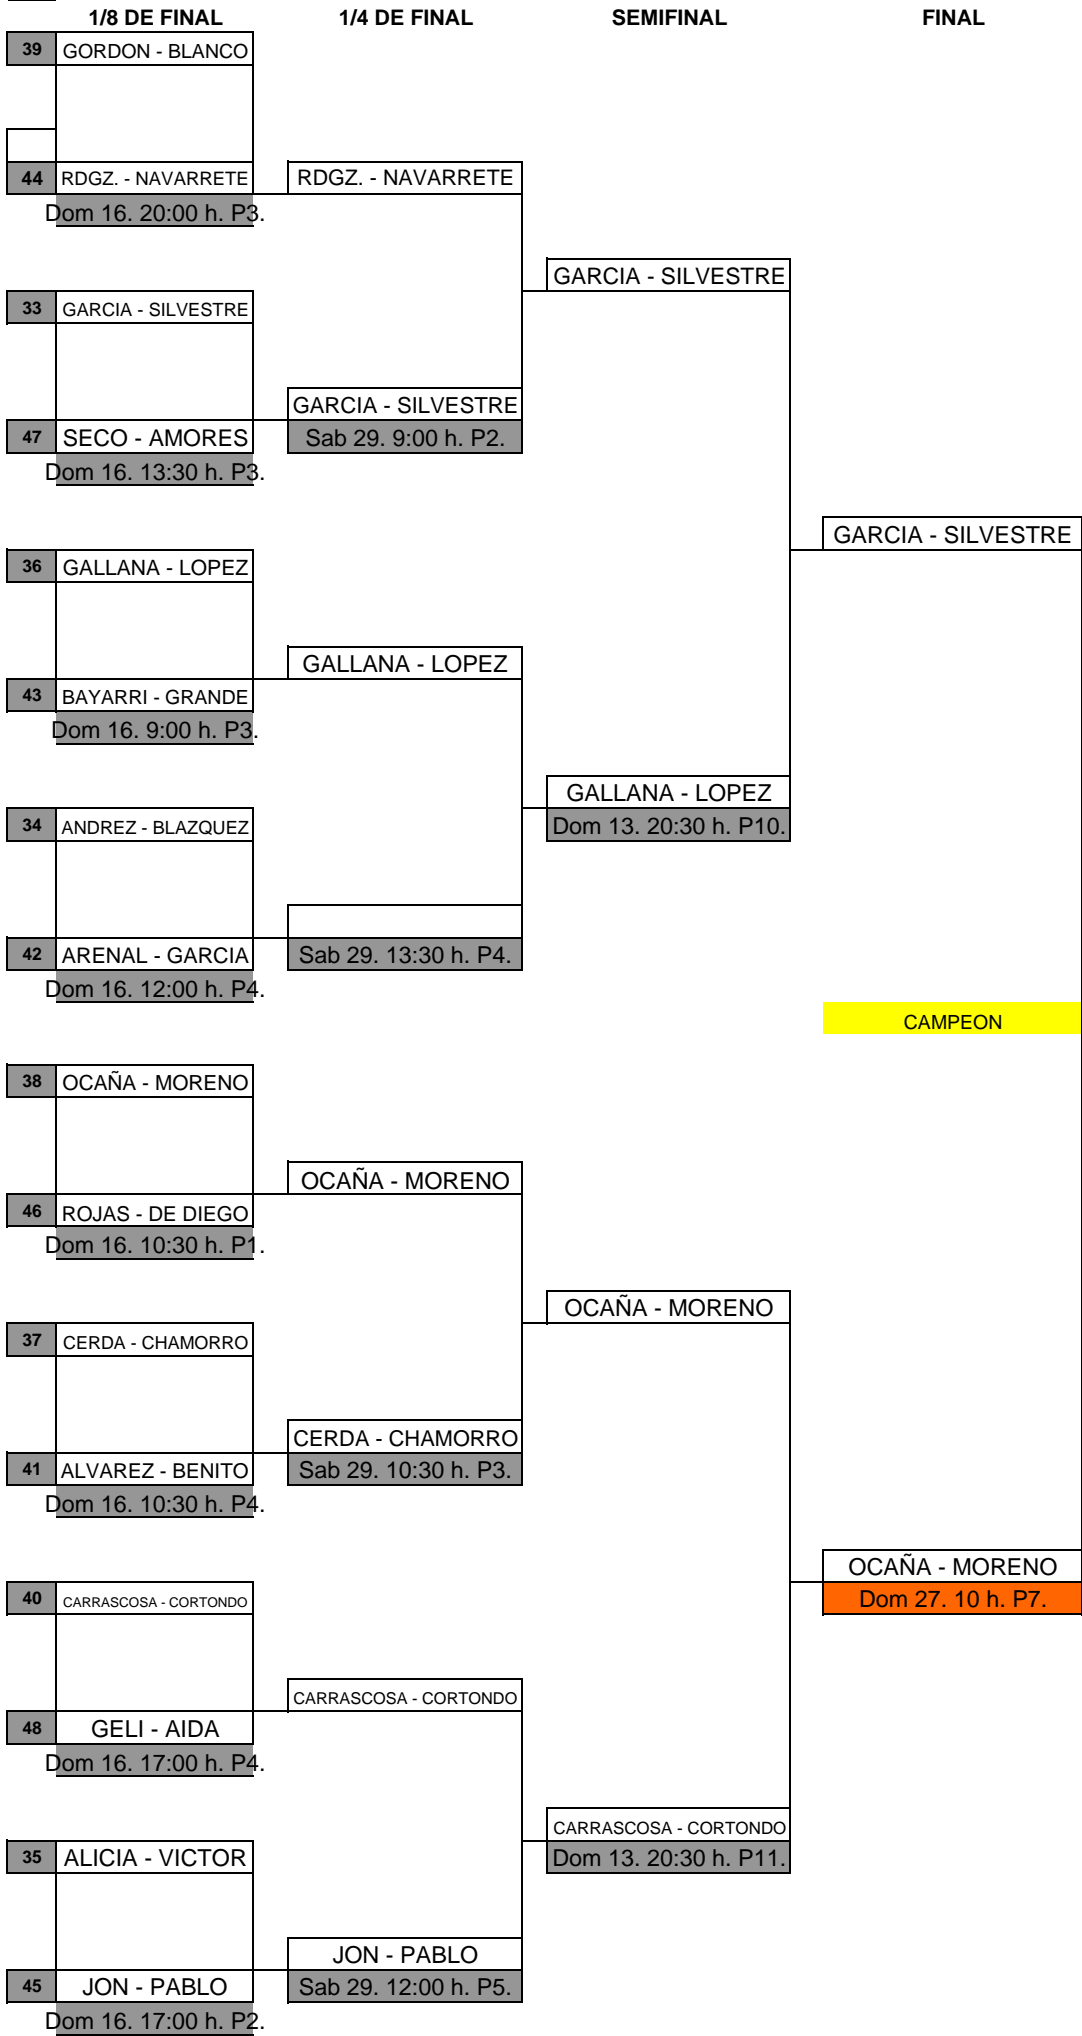 1/8 DE FINAL 1/4 DE FINAL SEMIFINAL FINAL
39 GORDON - BLANCO
44 RDGZ. - NAVARRETE RDGZ. - NAVARRETE
Dom 16. 20:00 h. P3.
GARCIA - SILVESTRE
33 GARCIA - SILVESTRE
GARCIA - SILVESTRE
47 SECO - AMORES Sab 29. 9:00 h. P2.
Dom 16. 13:30 h. P3.
GARCIA - SILVESTRE
36 GALLANA - LOPEZ
GALLANA - LOPEZ
43 BAYARRI - GRANDE
Dom 16. 9:00 h. P3.
GALLANA - LOPEZ
34 ANDREZ - BLAZQUEZ Dom 13. 20:30 h. P10.
42 ARENAL - GARCIA Sab 29. 13:30 h. P4.
Dom 16. 12:00 h. P4.
CAMPEON
38 OCAÑA - MORENO
OCAÑA - MORENO
46 ROJAS - DE DIEGO
Dom 16. 10:30 h. P1.
OCAÑA - MORENO
37 CERDA - CHAMORRO
CERDA - CHAMORRO
41 ALVAREZ - BENITO Sab 29. 10:30 h. P3.
Dom 16. 10:30 h. P4.
OCAÑA - MORENO
40 CARRASCOSA - CORTONDO Dom 27. 10 h. P7.
CARRASCOSA - CORTONDO
48 GELI - AIDA
Dom 16. 17:00 h. P4.
CARRASCOSA - CORTONDO
35 ALICIA - VICTOR Dom 13. 20:30 h. P11.
JON - PABLO
45 JON - PABLO Sab 29. 12:00 h. P5.
Dom 16. 17:00 h. P2.